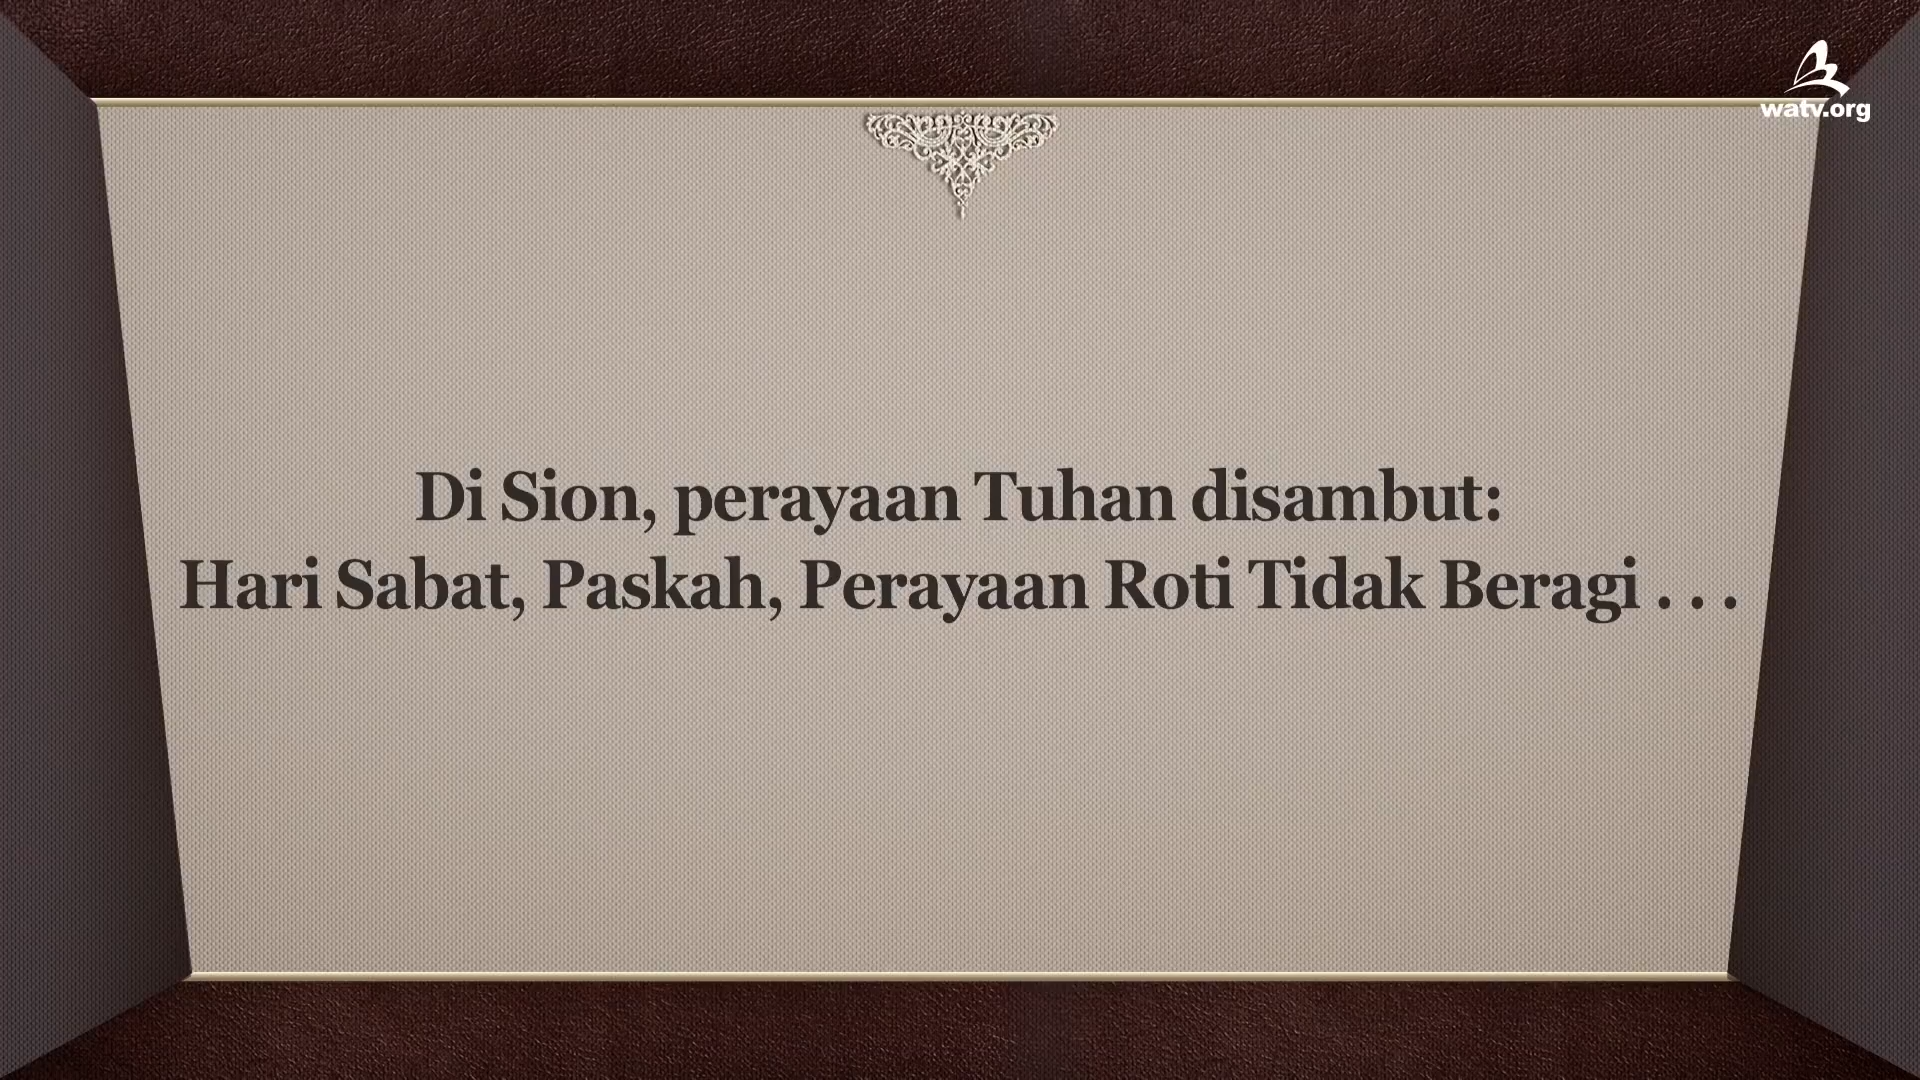 watv.org
Di Sion, perayaan Tuhan disambut:
Hari Sabat, Paskah, Perayaan Roti Tidak Beragi . . .